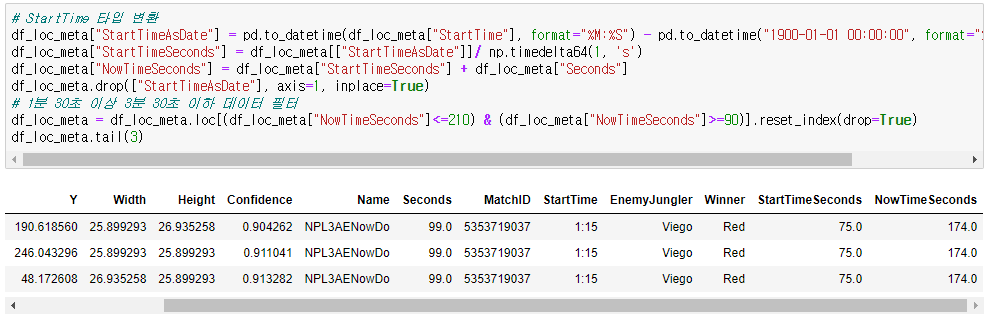 # StartTime 타입 변환
df_loc_meta["StartTimeAsDate"] = pd.to_datetime(df_loc_meta["StartTime"], format="%M:%S") - pd.to_datetime("1900-01-01 00:00:00", format="%
df_loc_meta["StartTimeSeconds"] = df_loc_meta[["StartTimeAsDate"]]/ np.timedelta64(1, 's')
df_loc_meta["NowTimeSeconds"] = df_loc_meta["StartTimeSeconds"] + df_loc_meta["Seconds"]
df_loc_meta.drop(["StartTimeAsDate"], axis=1, inplace=True)
# 1분 30초 이상 3분 30초 이하 데이터 필터
df_loc_meta = df_loc_meta.loc[(df_loc_meta["NowTimeSeconds"]<=210) & (df_loc_meta["NowTimeSeconds"]>=90)].reset_index(drop=True)
df_loc_meta.tail(3)
Y Width Height Confidence Name Seconds MatchID StartTime EnemyJungler Winner StartTimeSeconds NowTimeSeconds
190.618560 25.899293 26.935258 0.904262 NPL3AENowDo 99.0 5353719037 1:15 Viego Red 75.0 174.0
246.043296 25.899293 25.899293 0.911041 NPL3AENowDo 99.0 5353719037 1:15 Viego Red 75.0 174.0
48.172608 26.935258 25.899293 0.913282 NPL3AENowDo 99.0 5353719037 1:15 Viego Red 75.0 174.0